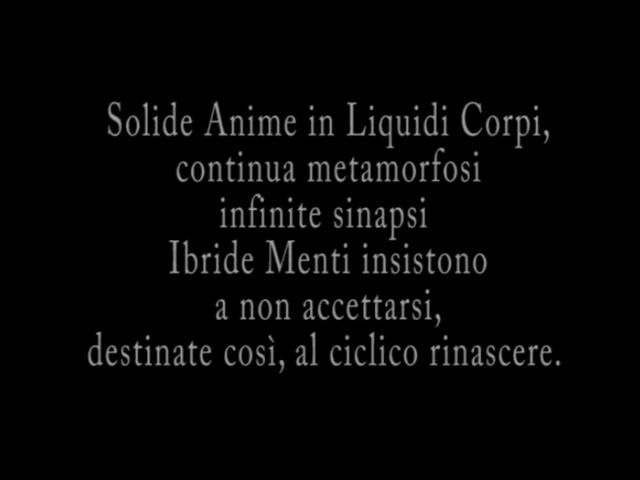 Solide Anime in Liquidi Corpi,
continua metamorfosi
infinite sinapsi
Ibride Menti insistono
a non accettarsi,
destinate così, al ciclico rinascere.